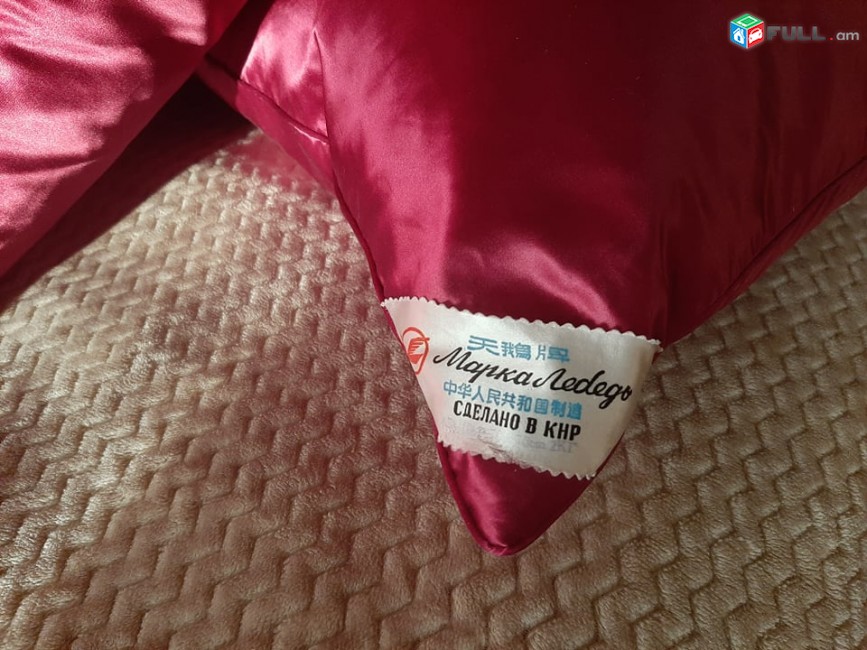 FULL.am
天鹅牌
Марка Лебедь
中华人民共和国制造
СДЕЛАНО В КНР